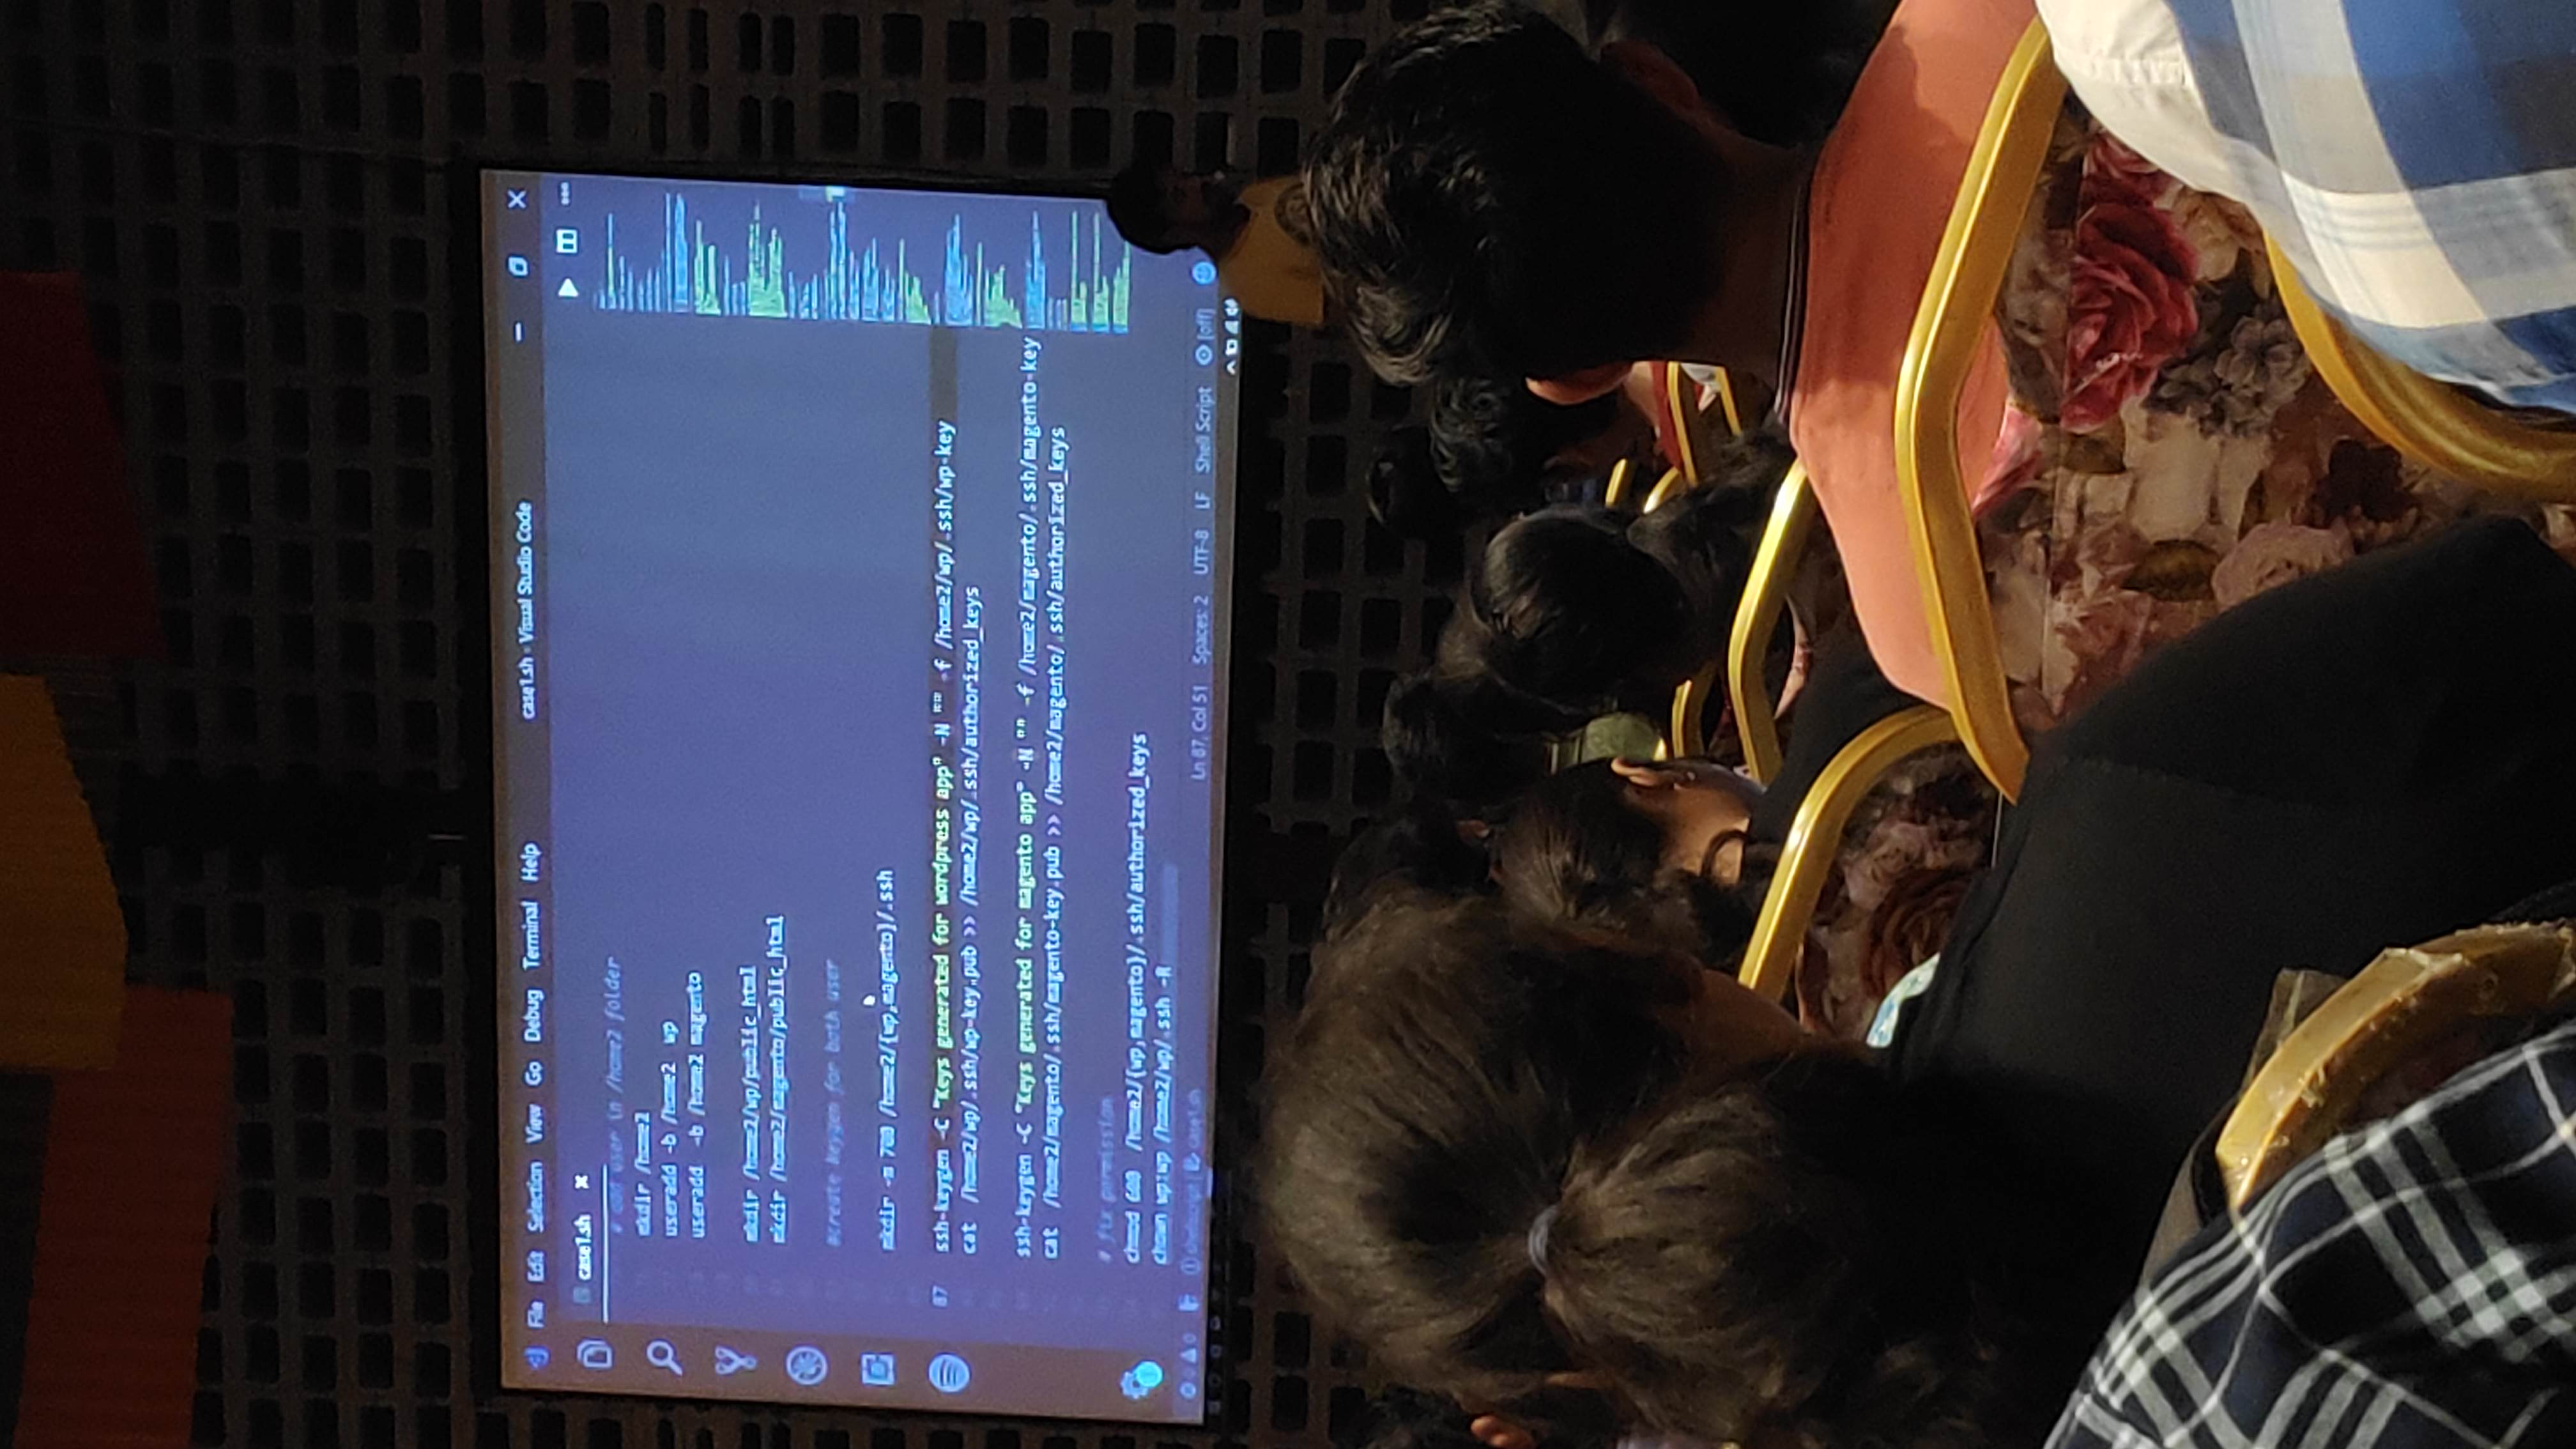 File Edit Selection View Go Debug Terminal Help case1.sh - Visual Studio Code
case1.sh
# add user in /home2 folder
mkdir /home2
useradd -b /home2 wp
useradd -b /home2 magento
mkdir /home2/wp/public_html
mkdir /home2/magento/public_html
#create keygen for both user
mkdir -m 700 /home2/{wp,magento}/.ssh
87 ssh-keygen -C "Keys generated for wordpress app" -N "" -f /home2/wp/.ssh/wp-key
cat /home2/wp/.ssh/wp-key.pub >> /home2/wp/.ssh/authorized_keys
ssh-keygen -C "Keys generated for magento app" -N "" -f /home2/magento/.ssh/magento-key
cat /home2/magento/.ssh/magento-key.pub >> /home2/magento/.ssh/authorized_keys
# fix permission
chmod 600 /home2/{wp,magento}/.ssh/authorized_keys
chown wp:wp /home2/wp/.ssh -R
0 0 shellscript | case1.sh Ln 87, Col 51 Spaces: 2 UTF-8 LF Shell Script [off]